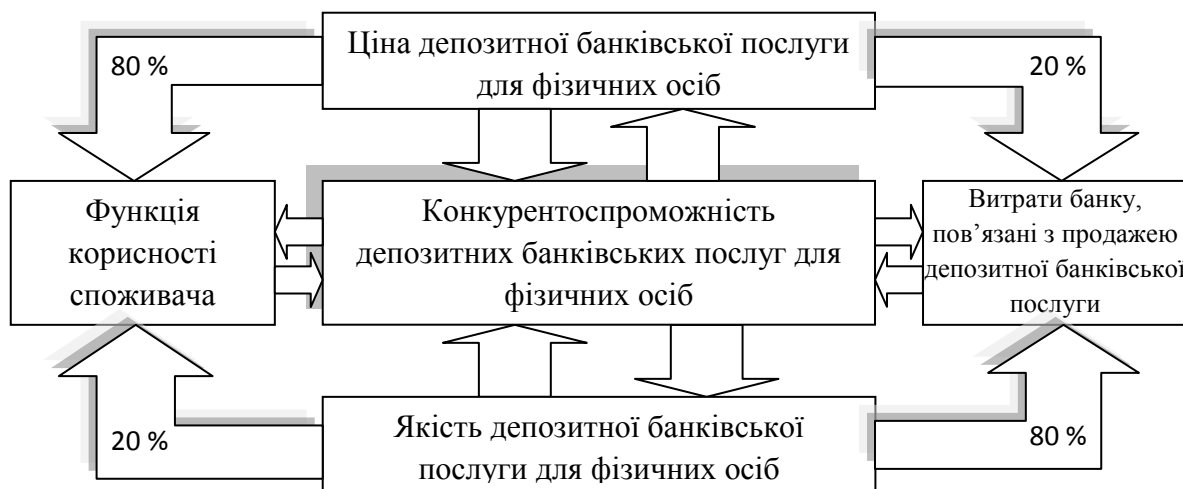 Ціна депозитної банківської послуги
для фізичних осіб
80 %
20 %
Функція
корисності
споживача
Конкурентоспроможність
депозитних банківських послуг для
фізичних осіб
Витрати банку,
пов’язані з продажею
депозитної банківської
послуги
20 %
Якість депозитної банківської
послуги для фізичних осіб
80 %